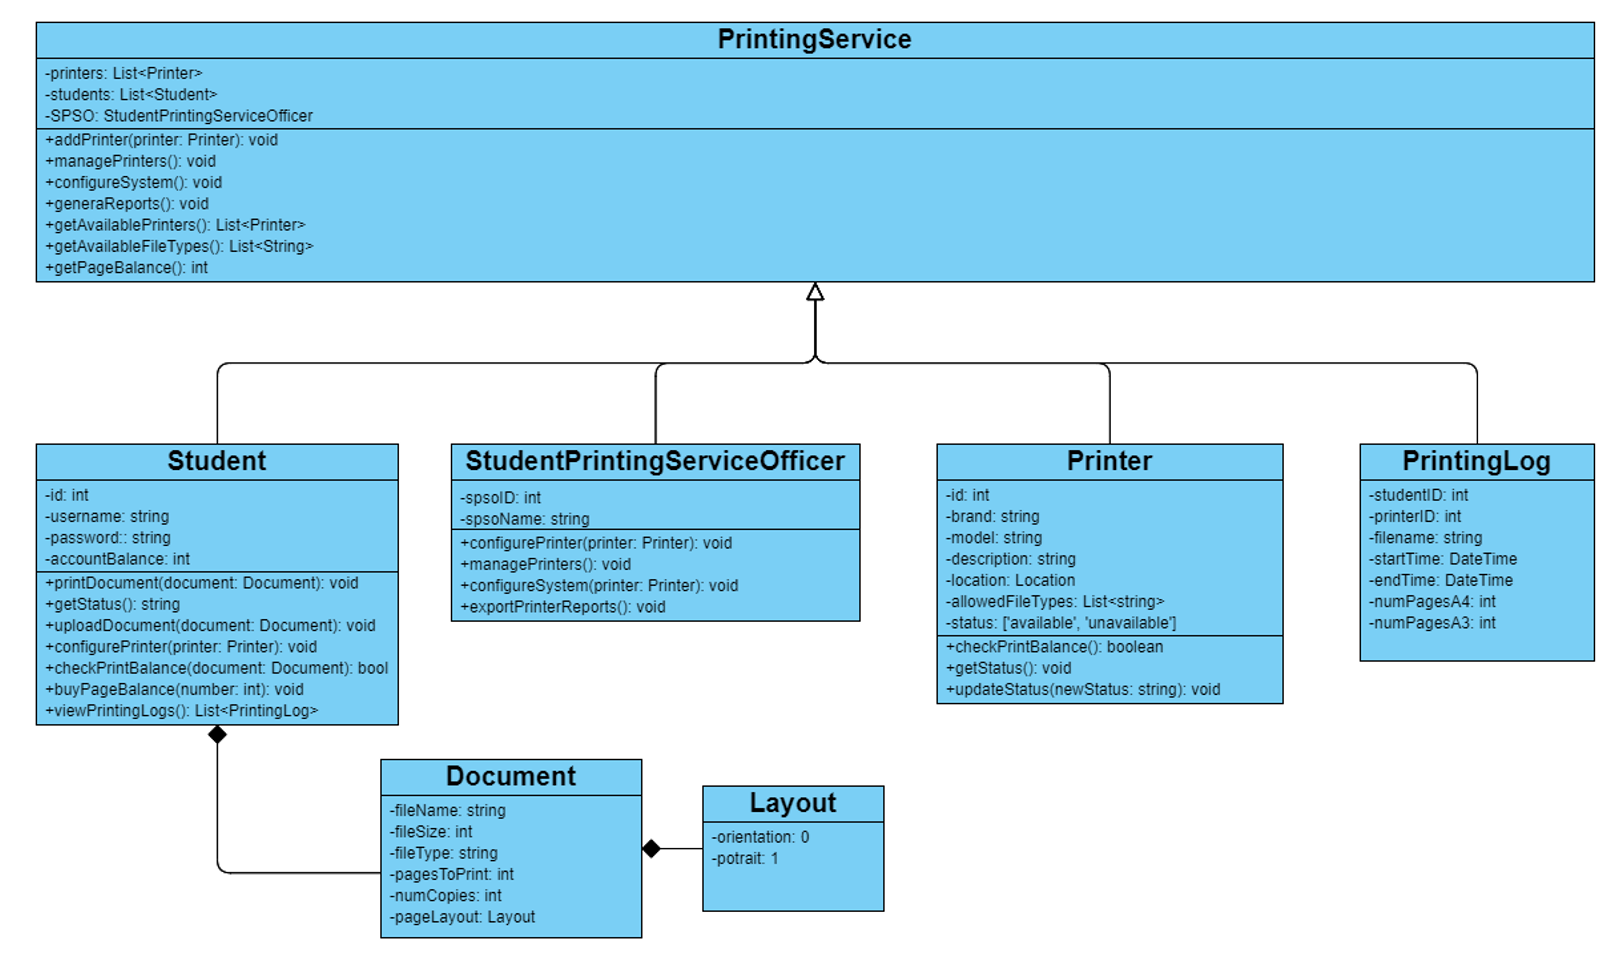 PrintingService
-printers: List<Printer>
-students: List<Student>
-SPSO: StudentPrintingServiceOfficer
+addPrinter(printer: Printer): void
+managePrinters(): void
+configureSystem(): void
+generaReports(): void
+getAvailablePrinters(): List<Printer>
+getAvailableFileTypes(): List<String>
+getPageBalance(): int
Student
-id: int
-username: string
-password:: string
-accountBalance: int
+printDocument(document: Document): void
+getStatus(): string
+uploadDocument(document: Document): void
+configurePrinter(printer: Printer): void
+checkPrintBalance(document: Document): bool
+buyPageBalance(number: int): void
+viewPrintingLogs(): List<PrintingLog>
StudentPrintingServiceOfficer
-spsoID: int
-spsoName: string
+configurePrinter(printer: Printer): void
+managePrinters(): void
+configureSystem(printer: Printer): void
+exportPrinterReports(): void
Printer
-id: int
-brand: string
-model: string
-description: string
-location: Location
-allowedFileTypes: List<string>
-status: ['available', 'unavailable']
+checkPrintBalance(): boolean
+getStatus(): void
+updateStatus(newStatus: string): void
PrintingLog
-studentID: int
-printerID: int
-filename: string
-startTime: DateTime
-endTime: DateTime
-numPagesA4: int
-numPagesA3: int
Document
-fileName: string
-fileSize: int
-fileType: string
-pagesToPrint: int
-numCopies: int
-pageLayout: Layout
Layout
-orientation: 0
-potrait: 1